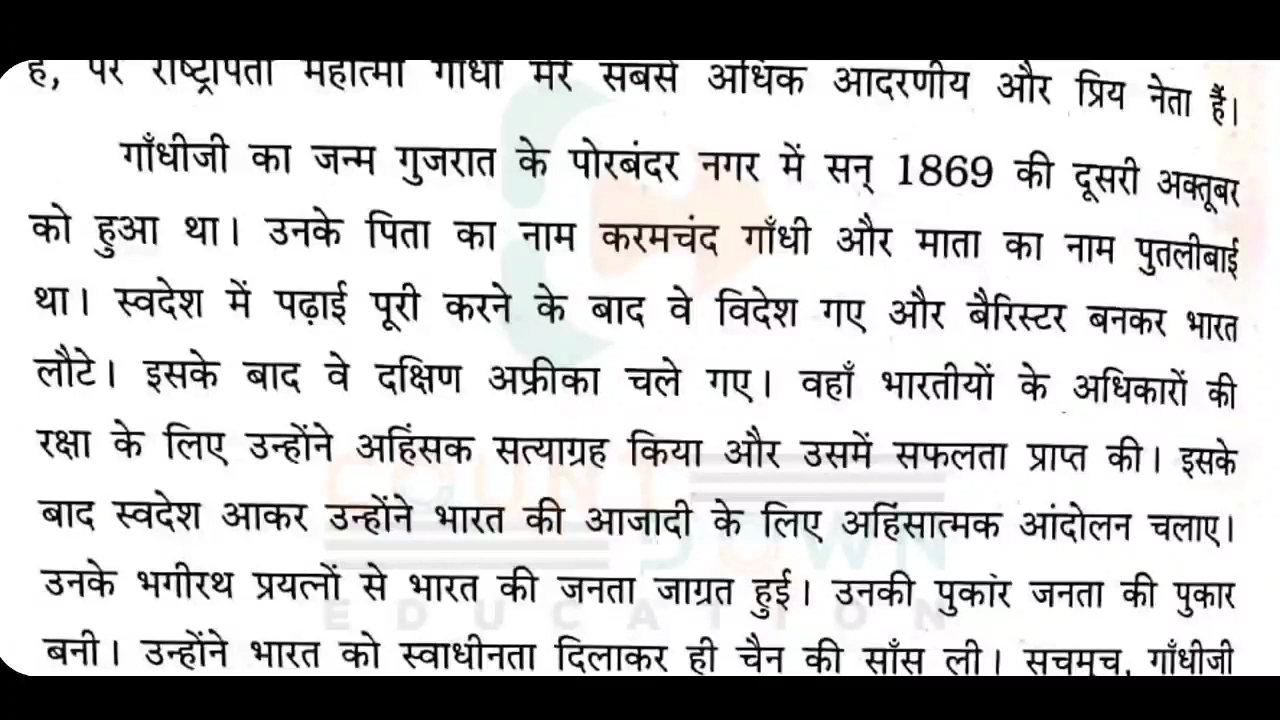 है, पर राष्ट्रपिता महात्मा गाँधी मेरे सबसे अधिक आदरणीय और प्रिय नेता हैं।
गाँधीजी का जन्म गुजरात के पोरबंदर नगर में सन् 1869 की दूसरी अक्तूबर
को हुआ था। उनके पिता का नाम करमचंद गाँधी और माता का नाम पुतलीबाई
था। स्वदेश में पढ़ाई पूरी करने के बाद वे विदेश गए और बैरिस्टर बनकर भारत
लौटे। इसके बाद वे दक्षिण अफ्रीका चले गए। वहाँ भारतीयों के अधिकारों की
रक्षा के लिए उन्होंने अहिंसक सत्याग्रह किया और उसमें सफलता प्राप्त की। इसके
बाद स्वदेश आकर उन्होंने भारत की आजादी के लिए अहिंसात्मक आंदोलन चलाए।
उनके भगीरथ प्रयत्नों से भारत की जनता जाग्रत हुई। उनकी पुकार जनता की पुकार
बनी। उन्होंने भारत को स्वाधीनता दिलाकर ही चैन की साँस ली। सचमुच, गाँधीजी
COUNT
DOWN
EDUCATION